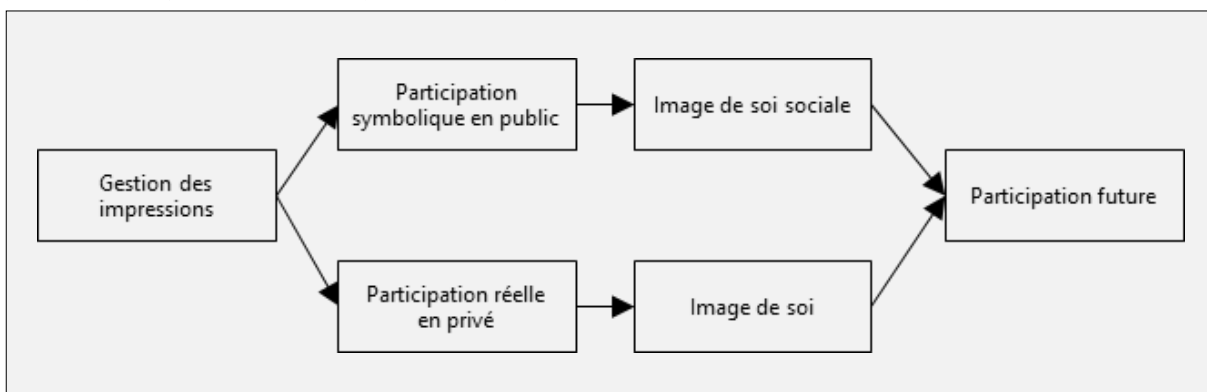 Participation
symbolique en public
Image de soi sociale
Gestion des
impressions
Participation future
Participation réelle
en privé
Image de soi